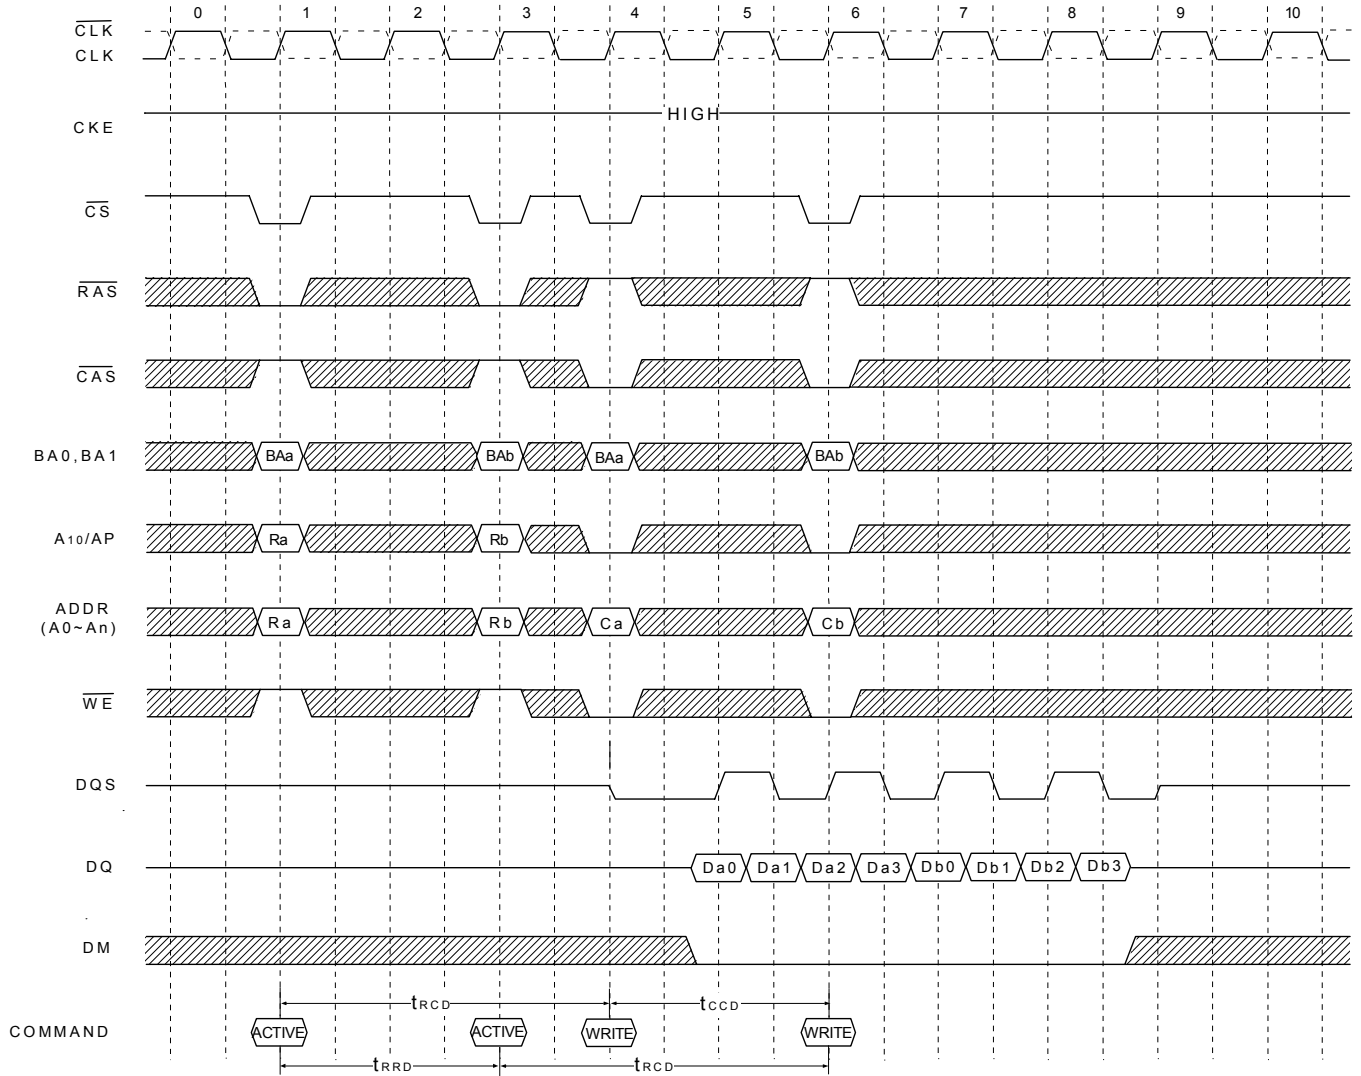 0 1 2 3 4 5 6 7 8 9 10
CLK
CLK
HIGH
CKE
CS
RAS
CAS
BA0,BA1 BAa BAb BAa BAb
A10/AP Ra Rb
ADDR
(A0~An) Ra Rb Ca Cb
WE
DQS
DQ Da0 Da1 Da2 Da3 Db0 Db1 Db2 Db3
DM
tRCD tCCD
COMMAND ACTIVE ACTIVE WRITE WRITE
tRRD tRCD